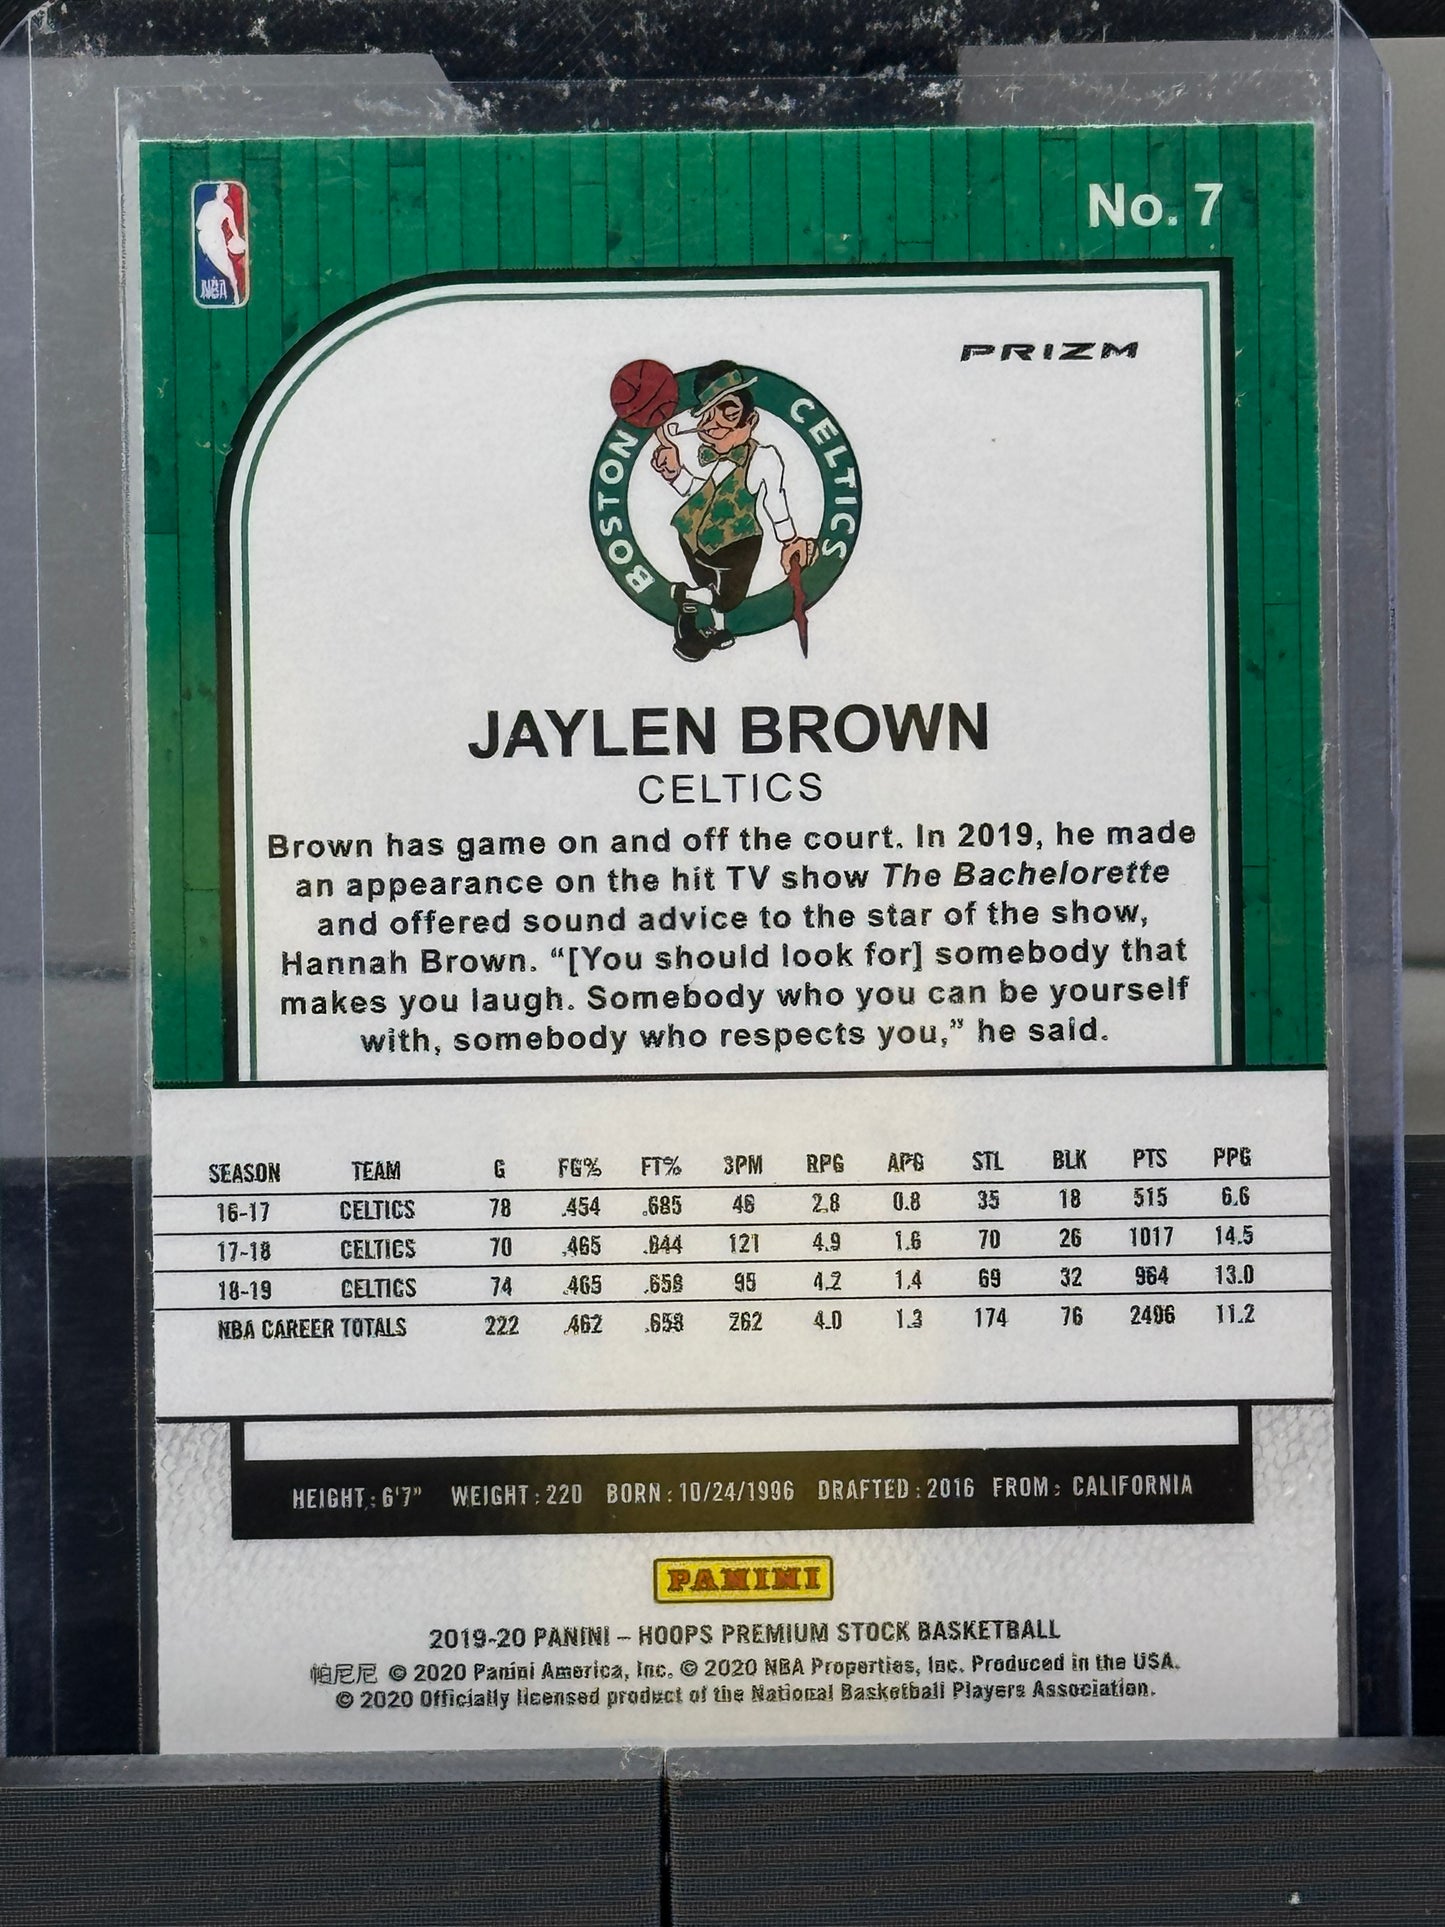 No. 7
NBA
PRIZM
BOSTON CELTICS
JAYLEN BROWN
CELTICS
Brown has game on and off the court. In 2019, he made
an appearance on the hit TV show The Bachelorette
and offered sound advice to the star of the show,
Hannah Brown. “[You should look for] somebody that
makes you laugh. Somebody who you can be yourself
with, somebody who respects you,” he said.
SEASON TEAM G FG% FT% 3PM RPG APG STL BLK PTS PPG
16-17 CELTICS 78 .454 .685 46 2.8 0.8 35 18 515 6.6
17-18 CELTICS 70 .465 .644 121 4.9 1.6 70 26 1017 14.5
18-19 CELTICS 74 .465 .658 95 4.2 1.4 69 32 964 13.0
NBA CAREER TOTALS 222 .462 .658 262 4.0 1.3 174 76 2496 11.2
HEIGHT: 6'7" WEIGHT: 220 BORN: 10/24/1996 DRAFTED: 2016 FROM: CALIFORNIA
PANINI
2019-20 PANINI – HOOPS PREMIUM STOCK BASKETBALL
帕尼尼 © 2020 Panini America, Inc. © 2020 NBA Properties, Inc. Produced in the USA.
© 2020 Officially licensed product of the National Basketball Players Association.